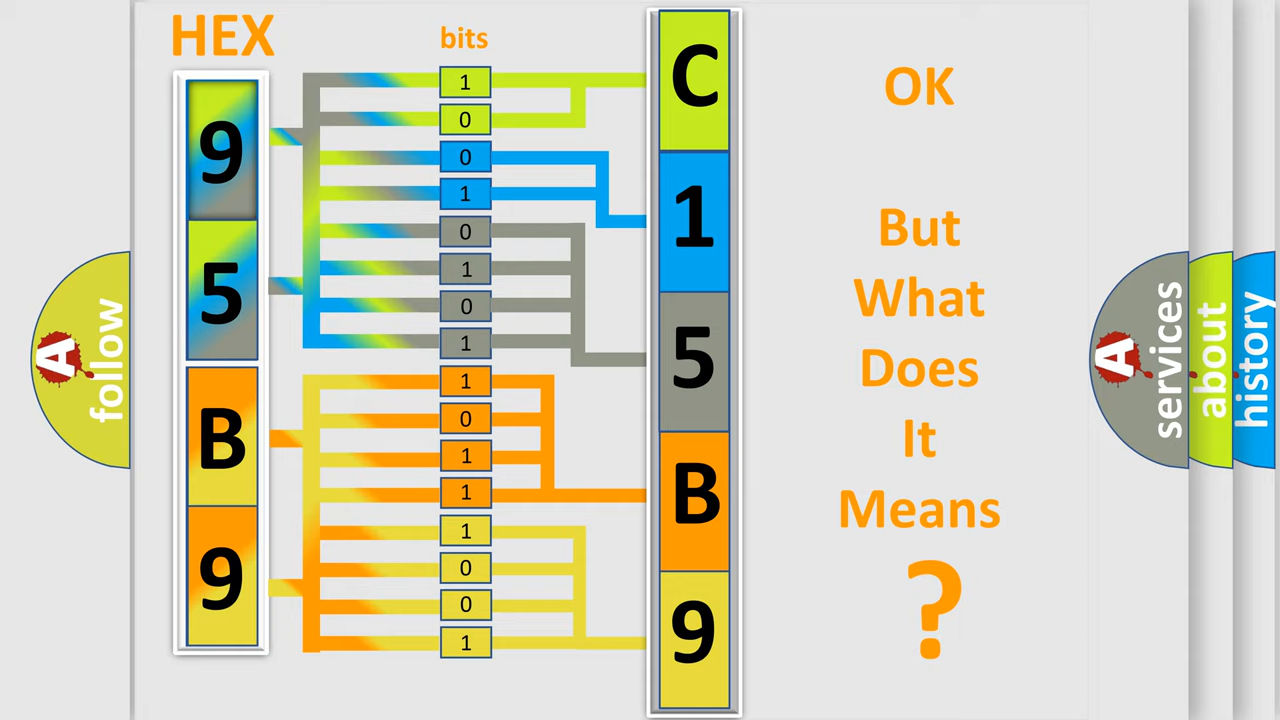 HEX
bits
9
5
B
9
1
0
0
1
0
1
0
1
1
0
1
1
1
0
0
1
C
1
5
B
9
OK
But
What
Does
It
Means
?
A
follow
A
services
about
history